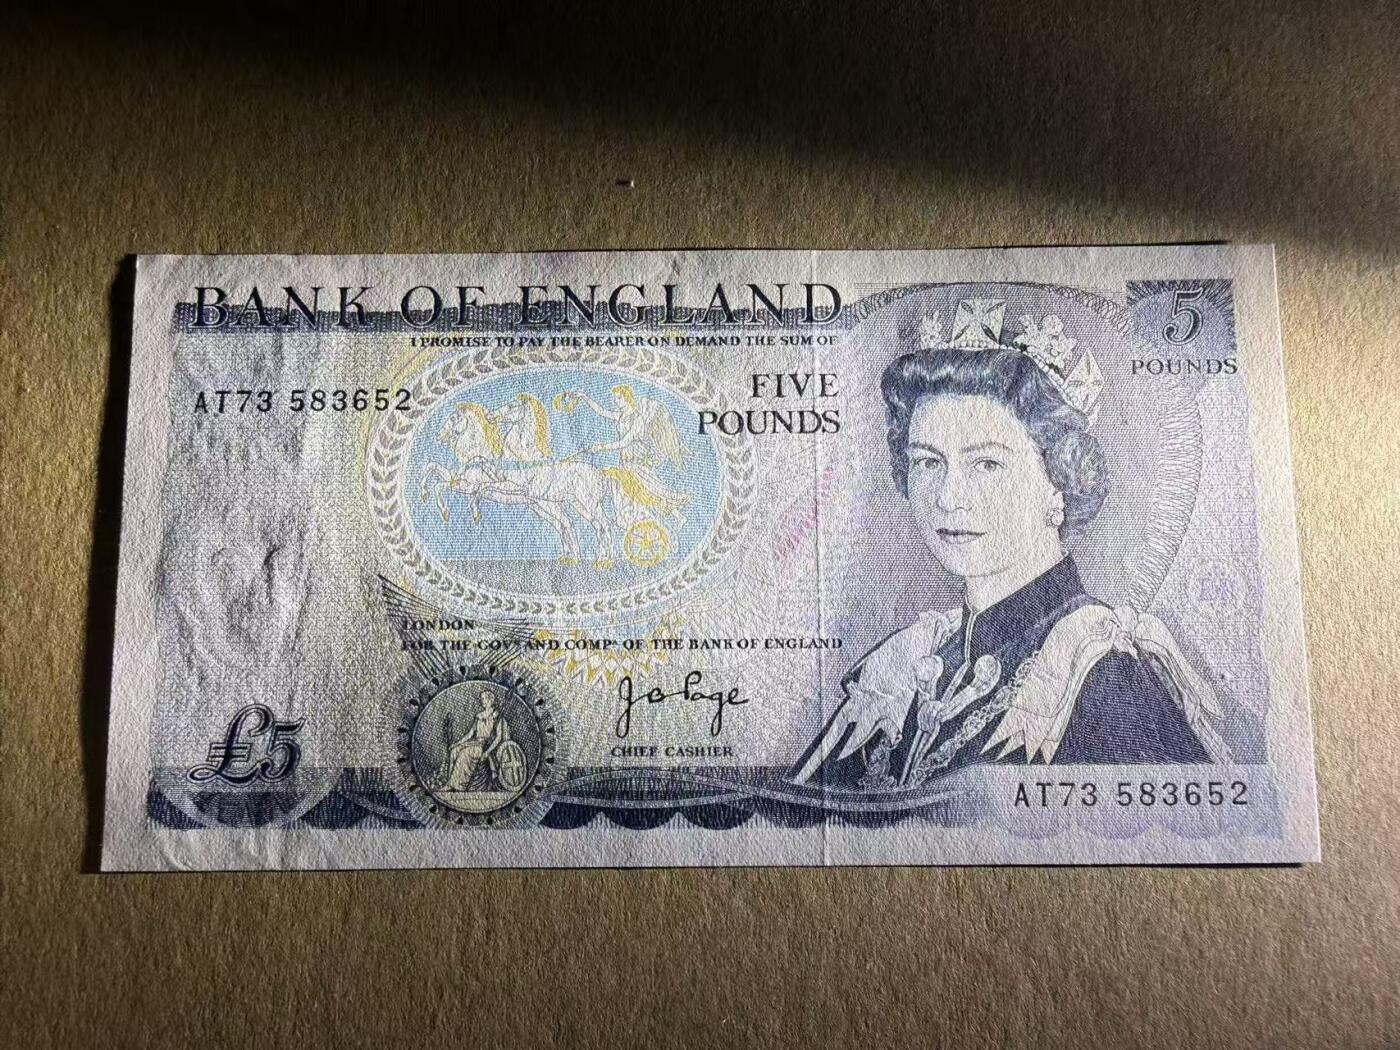 BANK OF ENGLAND
I PROMISE TO PAY THE BEARER ON DEMAND THE SUM OF
5
POUNDS
AT73 583652
FIVE
POUNDS
LONDON
FOR THE GOVR AND COMPA OF THE BANK OF ENGLAND
J B Page
CHIEF CASHIER
£5
AT73 583652